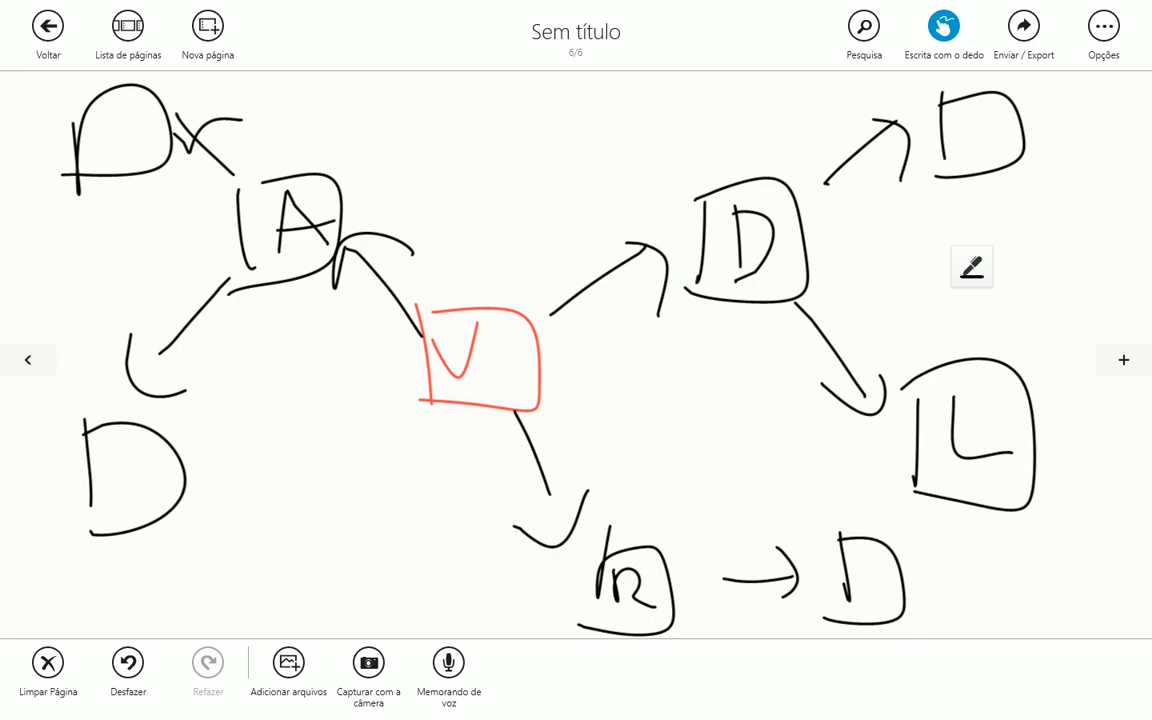 Sem título
6/6
Voltar
Lista de páginas
Nova página
Pesquisa
Escrita com o dedo
Enviar / Export
Opções
A
D
V
L
R
Limpar Página
Desfazer
Refazer
Adicionar arquivos
Capturar com a
câmera
Memorando de
voz